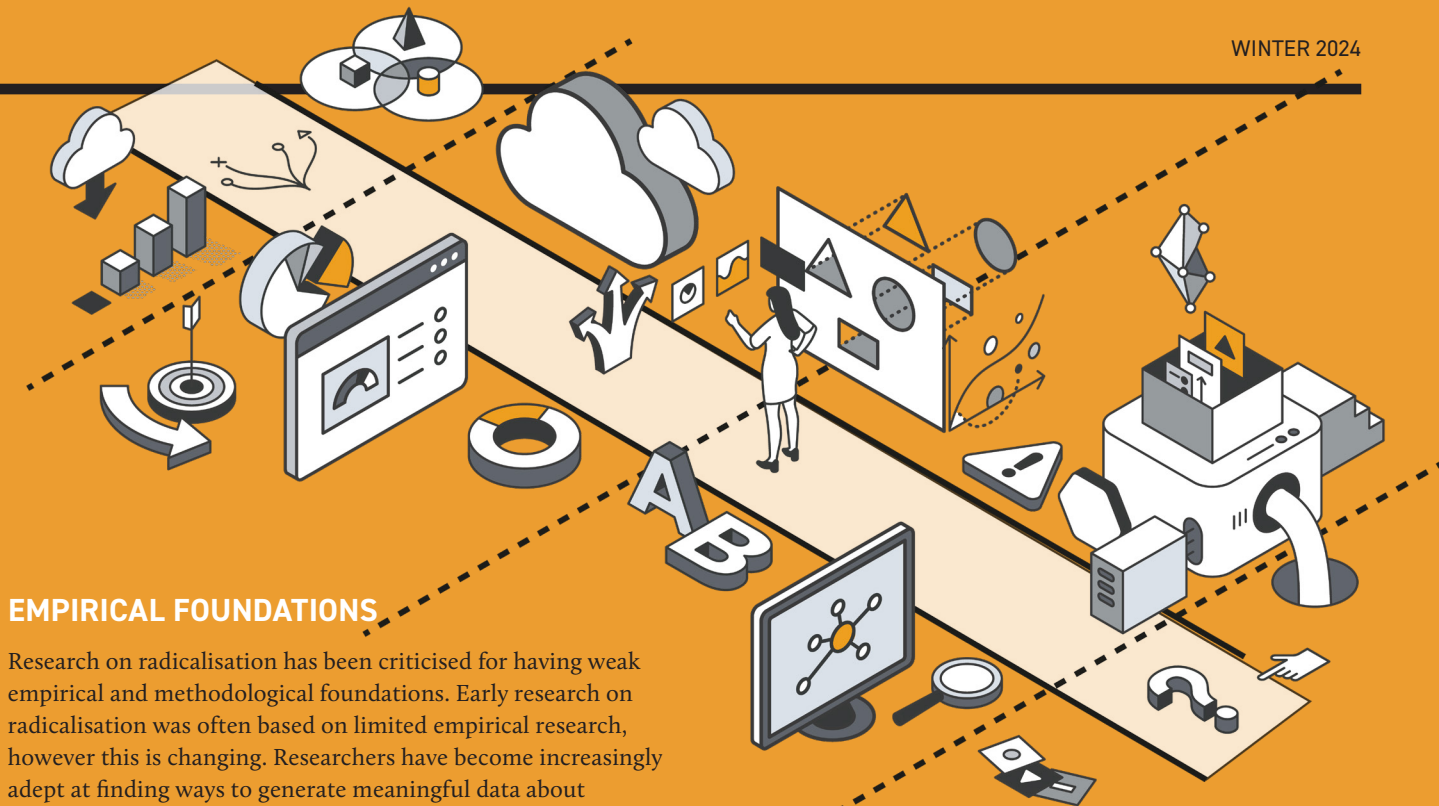 WINTER 2024
A
B
EMPIRICAL FOUNDATIONS
Research on radicalisation has been criticised for having weak
empirical and methodological foundations. Early research on
radicalisation was often based on limited empirical research,
however this is changing. Researchers have become increasingly
adept at finding ways to generate meaningful data about